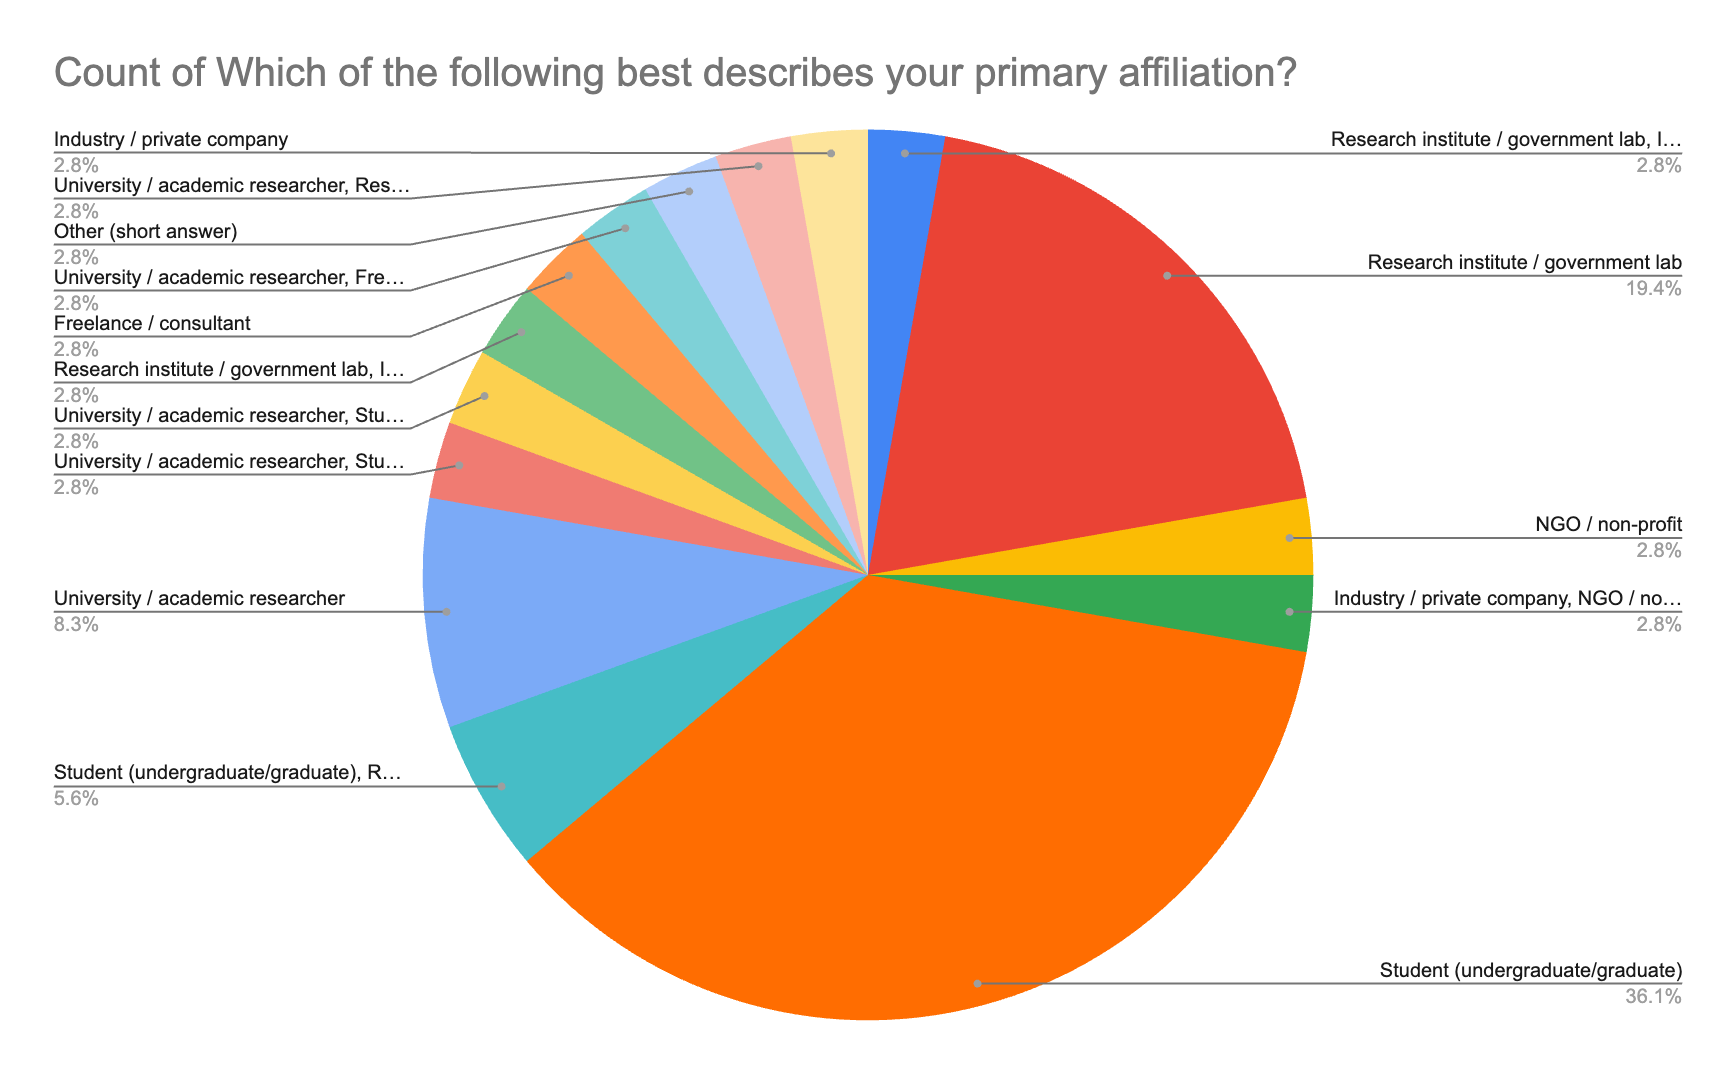 Count of Which of the following best describes your primary affiliation?
Industry / private company
2.8%
University / academic researcher, Res…
2.8%
Other (short answer)
2.8%
University / academic researcher, Fre…
2.8%
Freelance / consultant
2.8%
Research institute / government lab, I…
2.8%
University / academic researcher, Stu…
2.8%
University / academic researcher, Stu…
2.8%
University / academic researcher
8.3%
Student (undergraduate/graduate), R…
5.6%
Research institute / government lab, I…
2.8%
Research institute / government lab
19.4%
NGO / non-profit
2.8%
Industry / private company, NGO / no…
2.8%
Student (undergraduate/graduate)
36.1%